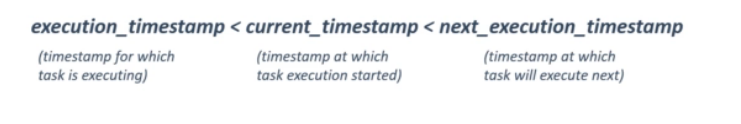 execution_timestamp < current_timestamp < next_execution_timestamp
(timestamp for which
task is executing)
(timestamp at which
task execution started)
(timestamp at which
task will execute next)